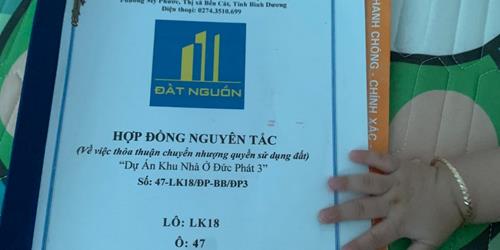 Phường Mỹ Phước, Thị xã Bến Cát, Tỉnh Bình Dương
Điện thoại: 0274.3510.699
ĐẤT NGUỒN
HỢP ĐỒNG NGUYÊN TẮC
(Về việc thỏa thuận chuyển nhượng quyền sử dụng đất)
"Dự Án Khu Nhà Ở Đức Phát 3"
Số: 47-LK18/ĐP-BB/ĐP3
LÔ: LK18
Ô: 47
NHANH CHÓNG - CHÍNH XÁC -